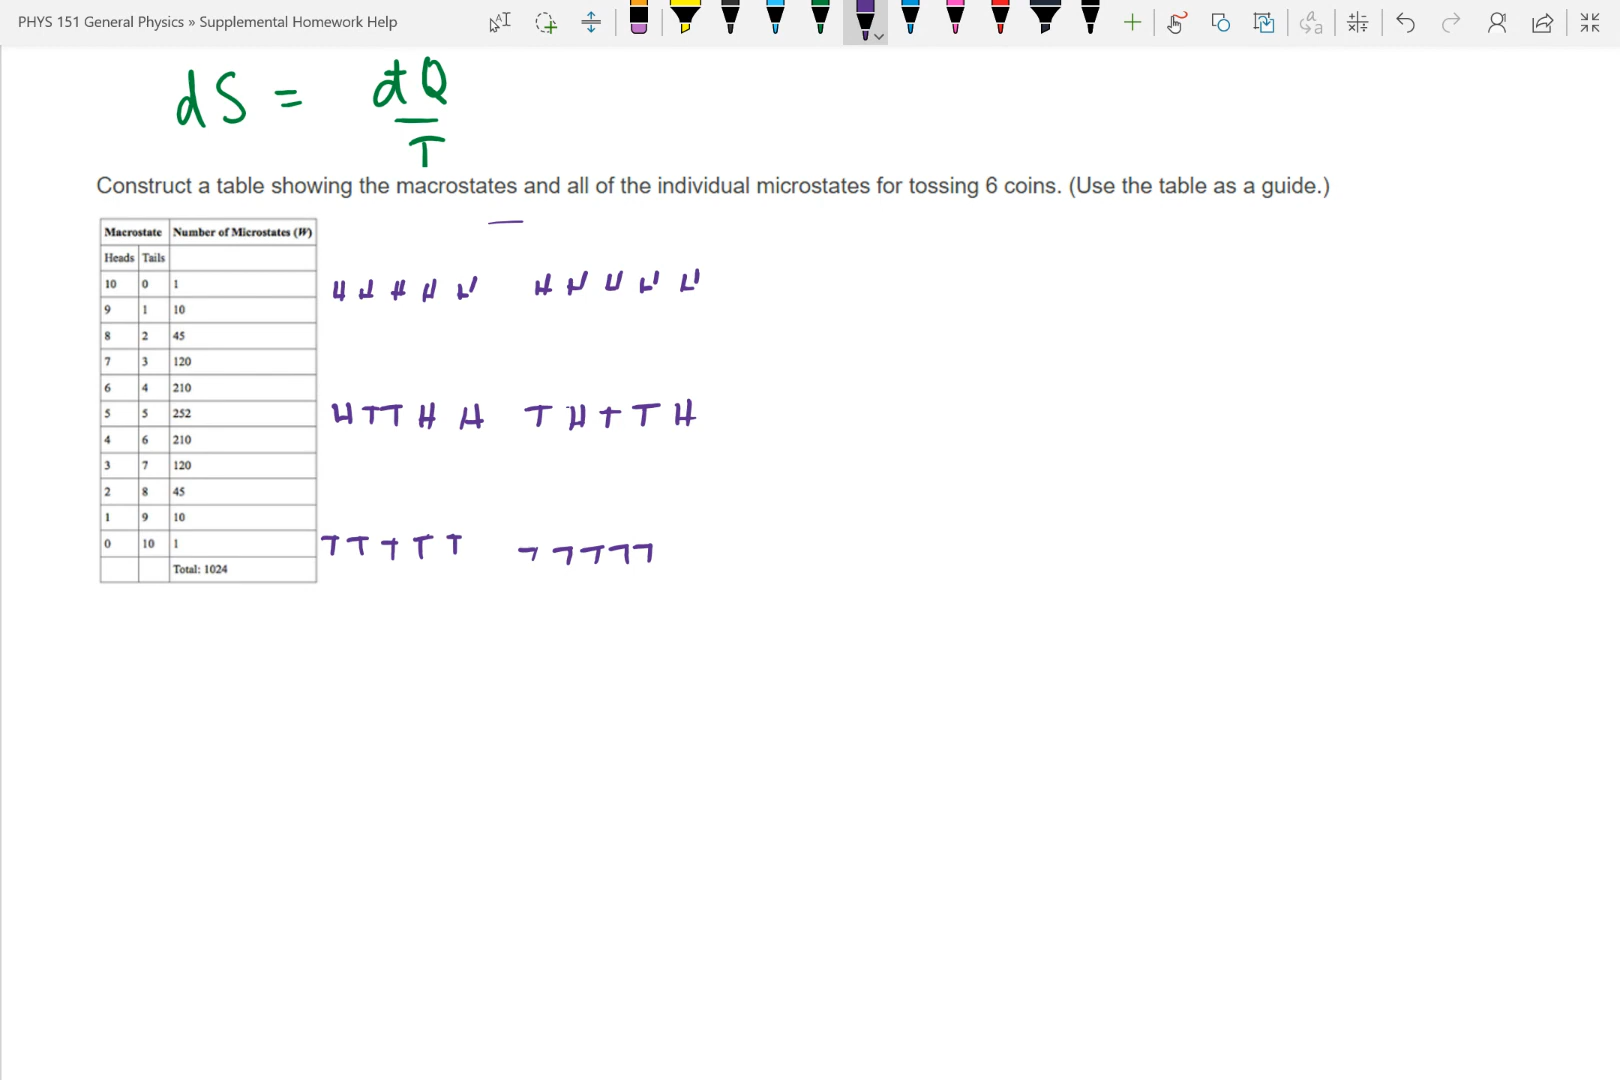 PHYS 151 General Physics » Supplemental Homework Help
dS = đQ
T
Construct a table showing the macrostates and all of the individual microstates for tossing 6 coins. (Use the table as a guide.)
Macrostate Number of Microstates (W)
Heads Tails
10 0 1 H H H H H H H H H H
9 1 10
8 2 45
7 3 120
6 4 210
5 5 252 H T T H H T H T T H
4 6 210
3 7 120
2 8 45
1 9 10
0 10 1 T T T T T T T T T T
Total: 1024